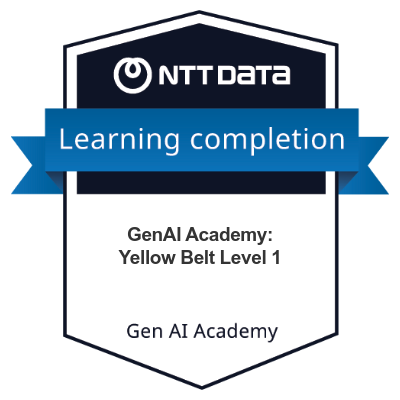 NTT DATA
Learning completion
GenAI Academy:
Yellow Belt Level 1
Gen AI Academy